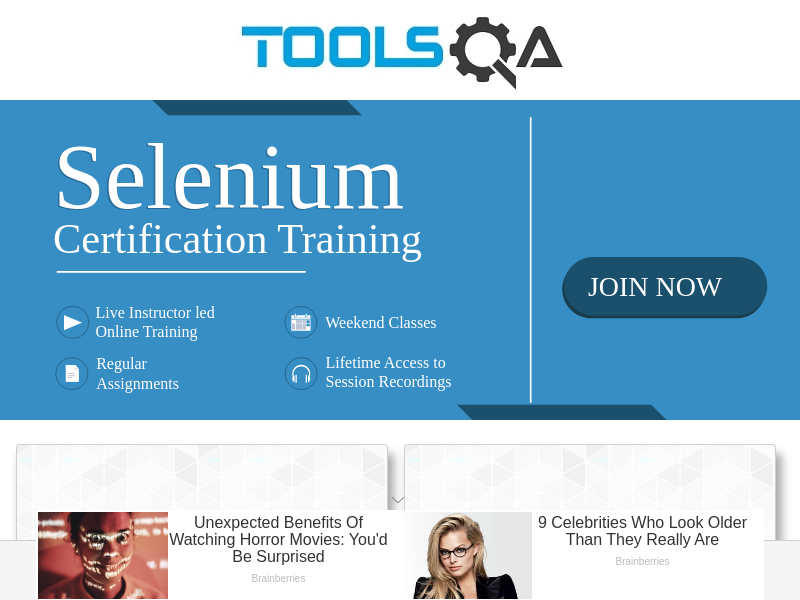 TOOLSQA
Selenium
Certification Training
JOIN NOW
Live Instructor led
Online Training
Weekend Classes
Regular
Assignments
Lifetime Access to
Session Recordings
Unexpected Benefits Of
Watching Horror Movies: You'd
Be Surprised
Brainberries
9 Celebrities Who Look Older
Than They Really Are
Brainberries